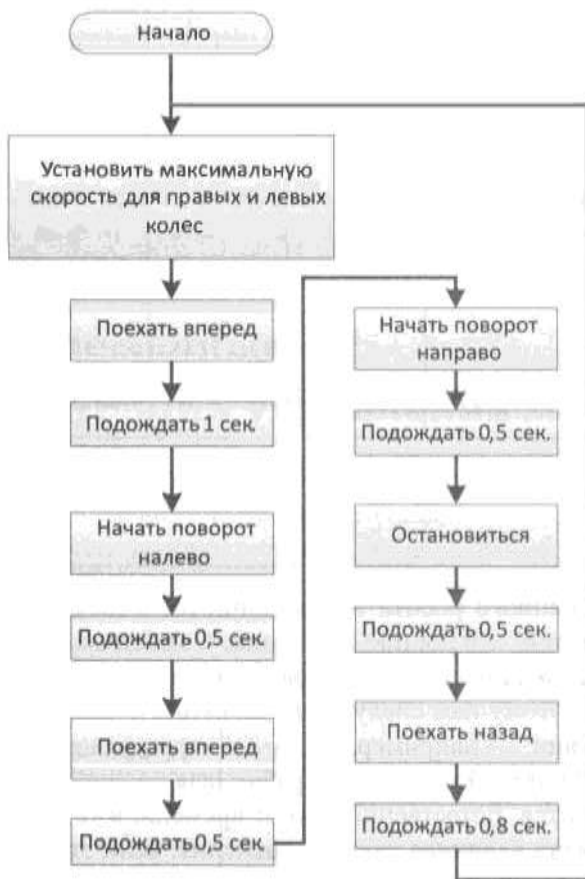 Начало
Установить максимальную
скорость для правых и левых
колес
Поехать вперед
Подождать 1 сек.
Начать поворот
налево
Подождать 0,5 сек.
Поехать вперед
Подождать 0,5 сек.
Начать поворот
направо
Подождать 0,5 сек.
Остановиться
Подождать 0,5 сек.
Поехать назад
Подождать 0,8 сек.